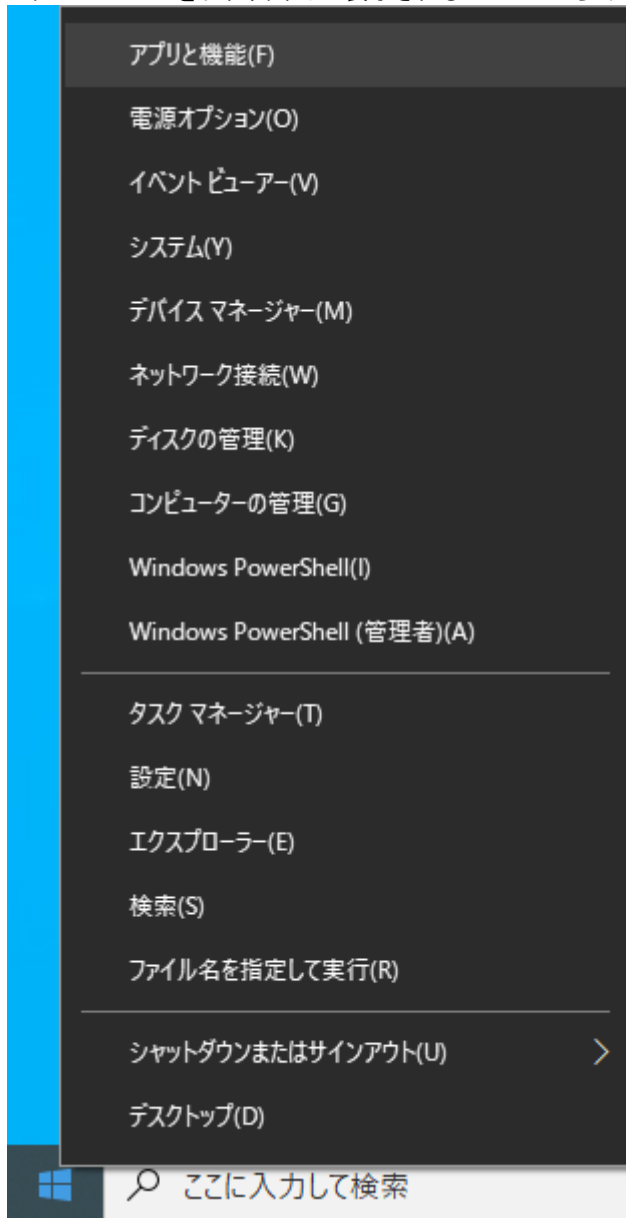 アプリと機能(F)
電源オプション(O)
イベント ビューアー(V)
システム(Y)
デバイス マネージャー(M)
ネットワーク接続(W)
ディスクの管理(K)
コンピューターの管理(G)
Windows PowerShell(I)
Windows PowerShell (管理者)(A)
タスク マネージャー(T)
設定(N)
エクスプローラー(E)
検索(S)
ファイル名を指定して実行(R)
シャットダウンまたはサインアウト(U)
デスクトップ(D)
ここに入力して検索